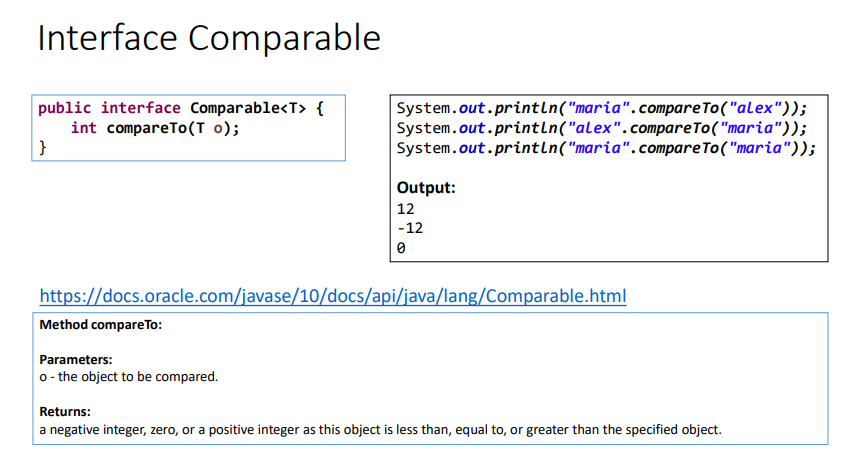 Interface Comparable
public interface Comparable<T> {
    int compareTo(T o);
}
System.out.println("maria".compareTo("alex"));
System.out.println("alex".compareTo("maria"));
System.out.println("maria".compareTo("maria"));
Output:
12
-12
0
https://docs.oracle.com/javase/10/docs/api/java/lang/Comparable.html
Method compareTo:
Parameters:
o - the object to be compared.
Returns:
a negative integer, zero, or a positive integer as this object is less than, equal to, or greater than the specified object.